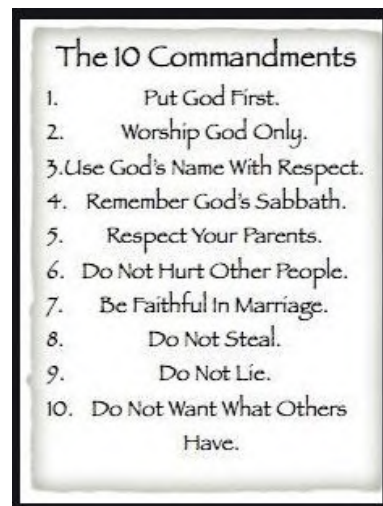 The 10 Commandments
1. Put God First.
2. Worship God Only.
3.Use God's Name With Respect.
4. Remember God's Sabbath.
5. Respect Your Parents.
6. Do Not Hurt Other People.
7. Be Faithful In Marriage.
8. Do Not Steal.
9. Do Not Lie.
10. Do Not Want What Others
Have.